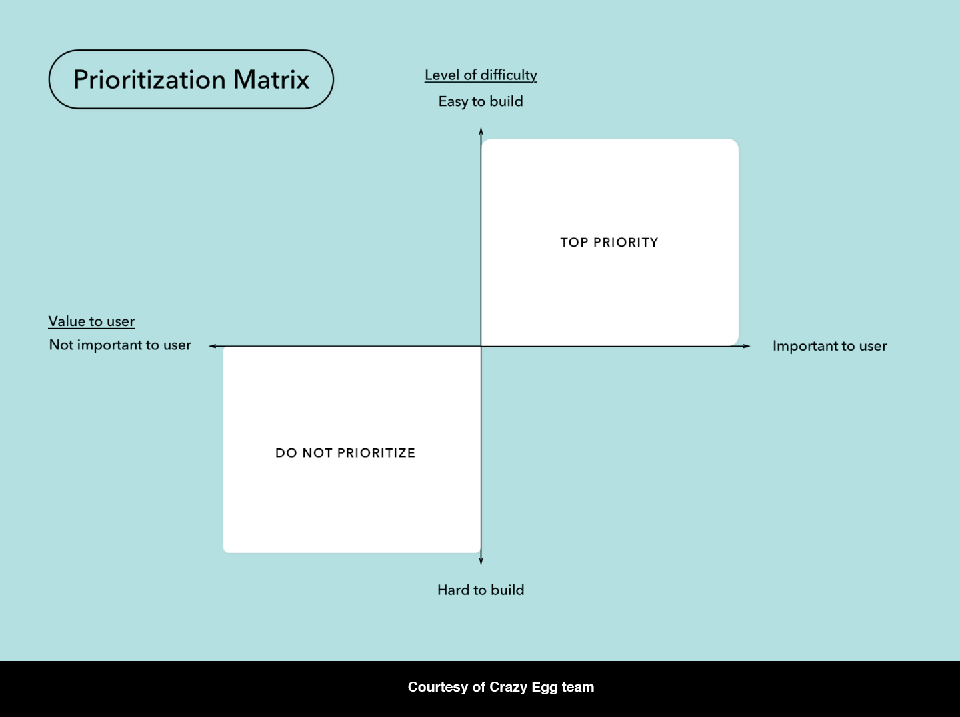 Prioritization Matrix
Level of difficulty
Easy to build
TOP PRIORITY
Value to user
Not important to user
Important to user
DO NOT PRIORITIZE
Hard to build
Courtesy of Crazy Egg team